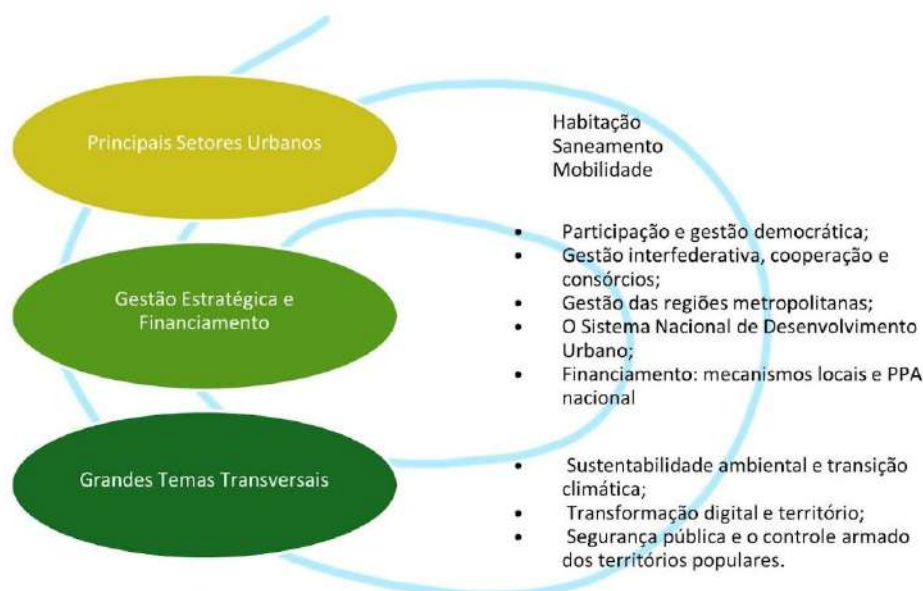 Principais Setores Urbanos
Habitação
Saneamento
Mobilidade
Gestão Estratégica e
Financiamento
• Participação e gestão democrática;
• Gestão interfederativa, cooperação e
consórcios;
• Gestão das regiões metropolitanas;
• O Sistema Nacional de Desenvolvimento
Urbano;
• Financiamento: mecanismos locais e PPA
nacional
Grandes Temas Transversais
• Sustentabilidade ambiental e transição
climática;
• Transformação digital e território;
• Segurança pública e o controle armado
dos territórios populares.